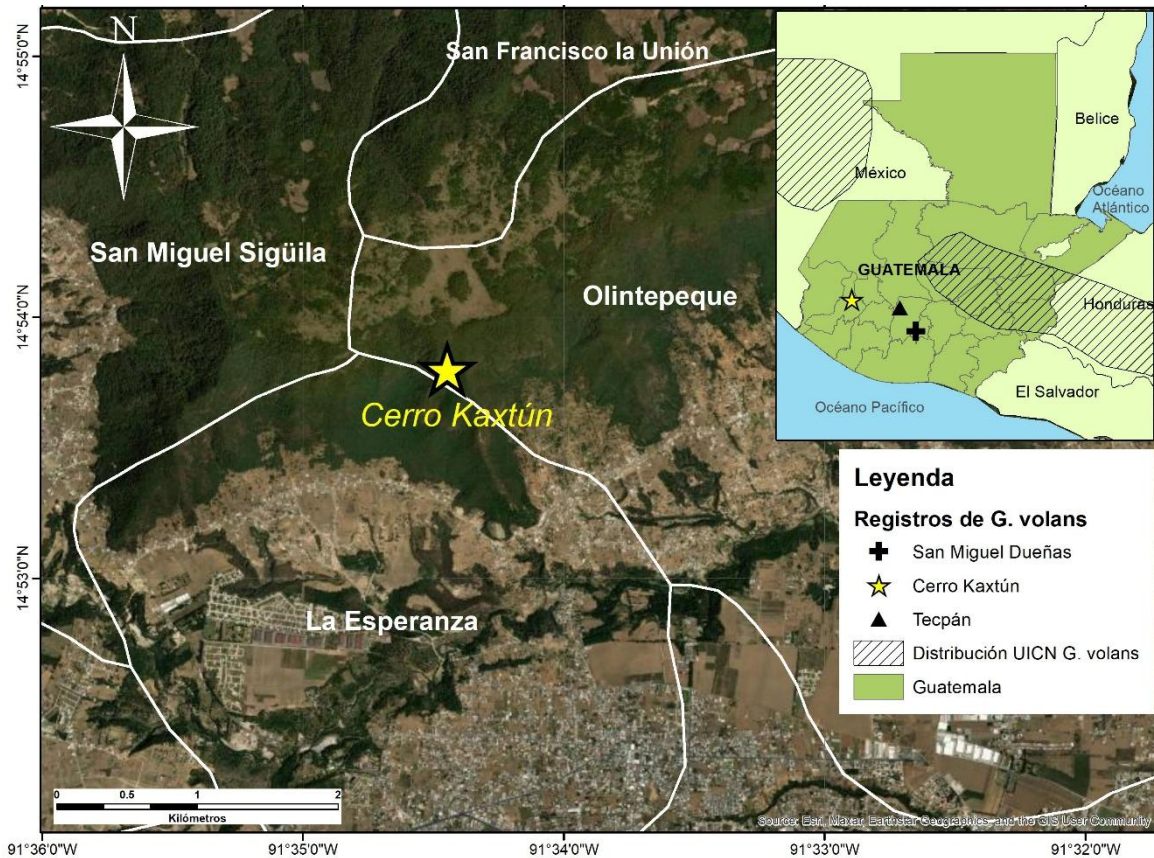 N
San Francisco la Unión
San Miguel Sigüila
Olintepeque
Cerro Kaxtún
La Esperanza
0 0.5 1 2
Kilómetros
Source: Esri, Maxar, Earthstar Geographics, and the GIS User Community
14°55'0"N
14°54'0"N
14°53'0"N
91°36'0"W 91°35'0"W 91°34'0"W 91°33'0"W 91°32'0"W
Belice
México
Océano
Atlántico
GUATEMALA
Honduras
El Salvador
Océano Pacífico
Leyenda
Registros de G. volans
San Miguel Dueñas
Cerro Kaxtún
Tecpán
Distribución UICN G. volans
Guatemala